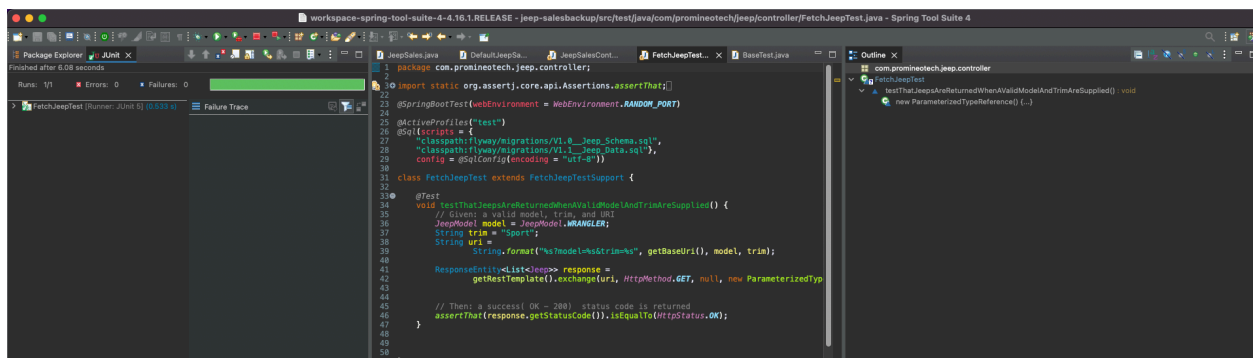 workspace-spring-tool-suite-4-4.16.1.RELEASE - jeep-salesbackup/src/test/java/com/promineotech/jeep/controller/FetchJeepTest.java - Spring Tool Suite 4
Package Explorer
JUnit
Finished after 6.08 seconds
Runs: 1/1 Errors: 0 Failures: 0
FetchJeepTest [Runner: JUnit 5] (0.533 s)
Failure Trace
JeepSales.java DefaultJeepSa... JeepSalesCont... FetchJeepTest... BaseTest.java
1 package com.promineotech.jeep.controller;
2
3 import static org.assertj.core.api.Assertions.assertThat;
22
23 @SpringBootTest(webEnvironment = WebEnvironment.RANDOM_PORT)
24
25 @ActiveProfiles("test")
26 @Sql(scripts = {
27 "classpath:flyway/migrations/V1.0__Jeep_Schema.sql",
28 "classpath:flyway/migrations/V1.1__Jeep_Data.sql"},
29 config = @SqlConfig(encoding = "utf-8"))
30
31 class FetchJeepTest extends FetchJeepTestSupport {
32
33 @Test
34 void testThatJeepsAreReturnedWhenAValidModelAndTrimAreSupplied() {
35 // Given: a valid model, trim, and URI
36 JeepModel model = JeepModel.WRANGLER;
37 String trim = "Sport";
38 String uri =
39 String.format("%s?model=%s&trim=%s", getBaseUri(), model, trim);
40
41 ResponseEntity<List<Jeep>> response =
42 getRestTemplate().exchange(uri, HttpMethod.GET, null, new ParameterizedTyp
43
44
45 // Then: a success( OK - 200) status code is returned
46 assertThat(response.getStatusCode()).isEqualTo(HttpStatus.OK);
47 }
48
49
50
Outline
com.promineotech.jeep.controller
FetchJeepTest
testThatJeepsAreReturnedWhenAValidModelAndTrimAreSupplied() : void
new ParameterizedTypeReference() {...}